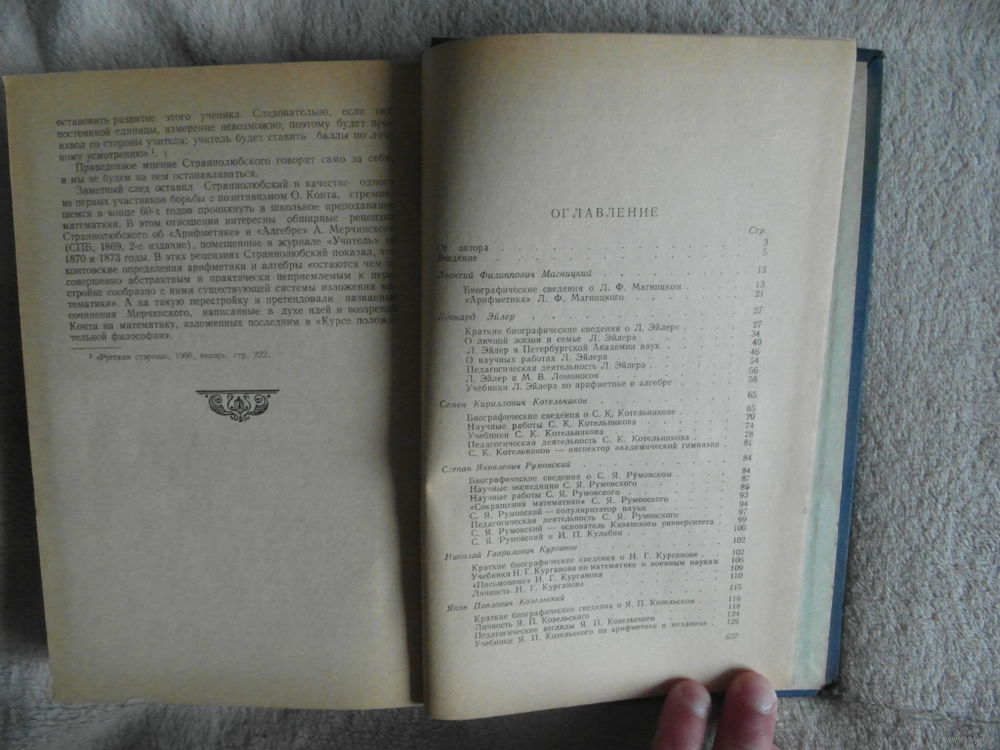 остановить развитие этого ученика. Следовательно, если нет
постоянной единицы, измерение невозможно, поэтому будет про-
извол со стороны учителя; учитель будет ставить баллы по лич-
ному усмотрению» ¹.
Приведенное мнение Страннолюбского говорит само за себя,
и мы не будем на нем останавливаться.
Заметный след оставил Страннолюбский в качестве одного
из первых участников борьбы с позитивизмом О. Конта, стремив-
шемся в конце 60-х годов проникнуть в школьное преподавание
математики. В этом отношении интересны обширные рецензии
Страннолюбского об «Арифметике» и «Алгебре» А. Мерчинского
(СПБ, 1869, 2-е издание), помещенные в журнале «Учитель» за
1870 и 1873 годы. В этих рецензиях Страннолюбский показал, что
контовские определения арифметики и алгебры «остаются чем-то
совершенно абстрактным и практически неприемлемым к пере-
стройке сообразно с ними существующей системы изложения ма-
тематики». А на такую перестройку и претендовали названные
сочинения Мерчинского, написанные в духе идей и воззрений
Конта на математику, изложенных последним в «Курсе положи-
тельной философии».
¹ «Русская старина», 1900, январь, стр. 222.
ОГЛАВЛЕНИЕ
Стр.
От автора 3
Введение 5
Леонтий Филиппович Магницкий 13
Биографические сведения о Л. Ф. Магницком 13
«Арифметика» Л. Ф. Магницкого 21
Леонард Эйлер 27
Краткие биографические сведения о Л. Эйлере 27
О личной жизни и семье Л. Эйлера 34
Л. Эйлер в Петербургской Академии наук 40
О научных работах Л. Эйлера 46
Педагогическая деятельность Л. Эйлера 54
Л. Эйлер и М. В. Ломоносов 56
Учебники Л. Эйлера по арифметике и алгебре 58
Семен Кириллович Котельников 65
Биографические сведения о С. К. Котельникове 65
Научные работы С. К. Котельникова 70
Учебники С. К. Котельникова 74
Педагогическая деятельность С. К. Котельникова 78
С. К. Котельников — инспектор академической гимназии 81
Степан Яковлевич Румовский 84
Биографические сведения о С. Я. Румовском 84
Научные экспедиции С. Я. Румовского 87
Научные работы С. Я. Румовского 89
«Сокращения математики» С. Я. Румовского 93
С. Я. Румовский — популяризатор науки 94
Педагогическая деятельность С. Я. Румовского 97
С. Я. Румовский — основатель Казанского университета 99
С. Я. Румовский и И. П. Кулибин 100
Николай Гаврилович Курганов 102
Краткие биографические сведения о Н. Г. Курганове 102
Учебники Н. Г. Курганова по математике и военным наукам 106
«Письмовник» Н. Г. Курганова 109
Личность Н. Г. Курганова 110
Яков Павлович Козельский 115
Краткие биографические сведения о Я. П. Козельском 116
Личность Я. П. Козельского 118
Педагогические взгляды Я. П. Козельского 124
Учебники Я. П. Козельского по арифметике и механике 126
637